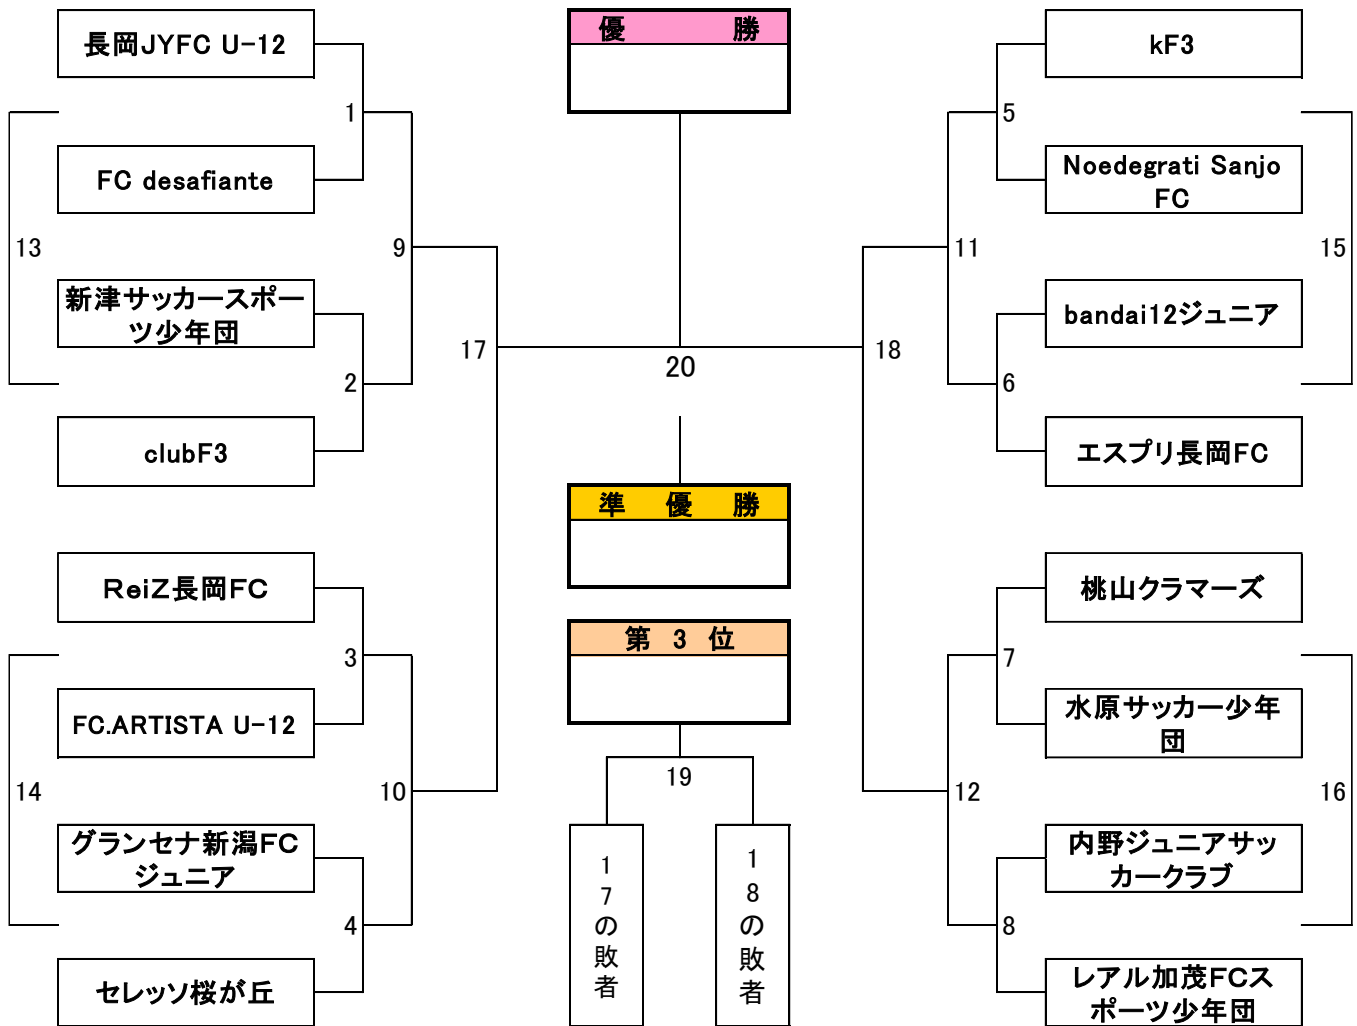 長岡JYFC U-12
1
FC desafiante
13
9
新津サッカースポー
ツ少年団
2
clubF3
17
ReiZ長岡FC
3
FC.ARTISTA U-12
14
10
グランセナ新潟FC
ジュニア
4
セレッソ桜が丘
優勝
20
準優勝
第3位
19
17の敗者
18の敗者
kF3
5
Noedegrati Sanjo
FC
11
15
bandai12ジュニア
6
エスプリ長岡FC
18
桃山クラマーズ
7
水原サッカー少年
団
12
16
内野ジュニアサッ
カークラブ
8
レアル加茂FCス
ポーツ少年団